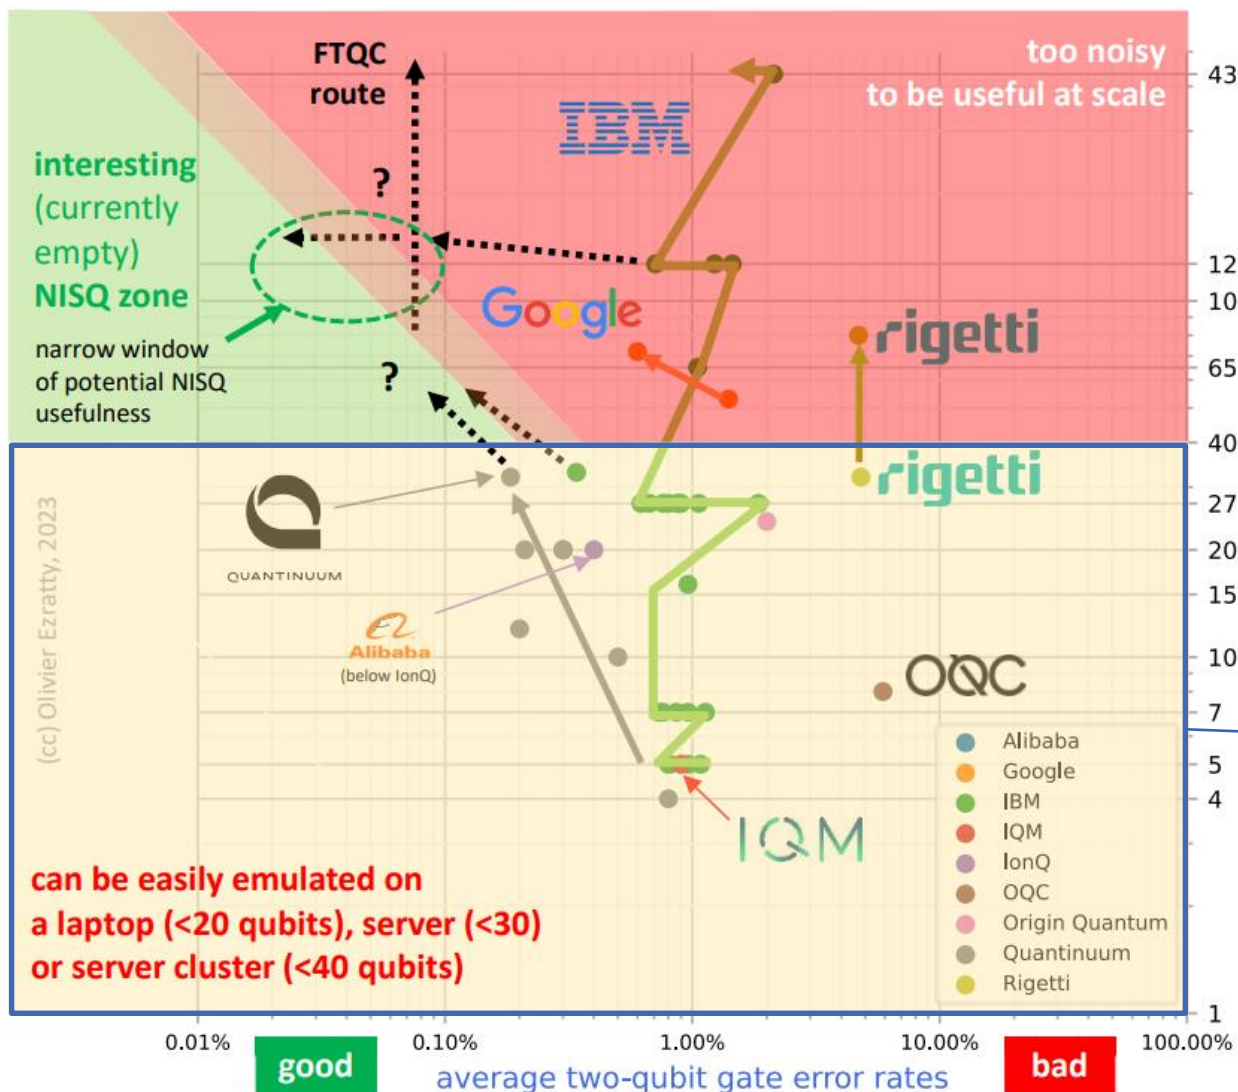 FTQC
route
too noisy
to be useful at scale
43
IBM
interesting
(currently
empty)
NISQ zone
?
12
10
Google
rigetti
narrow window
of potential NISQ
usefulness
?
65
40
rigetti
27
QUANTINUUM
20
15
Alibaba
(below IonQ)
10
OQC
7
(cc) Olivier Ezratty, 2023
Alibaba
Google
IBM
IQM
IonQ
OQC
Origin Quantum
Quantinuum
Rigetti
5
4
IQM
can be easily emulated on
a laptop (<20 qubits), server (<30)
or server cluster (<40 qubits)
1
0.01%
0.10%
1.00%
10.00%
100.00%
good
average two-qubit gate error rates
bad